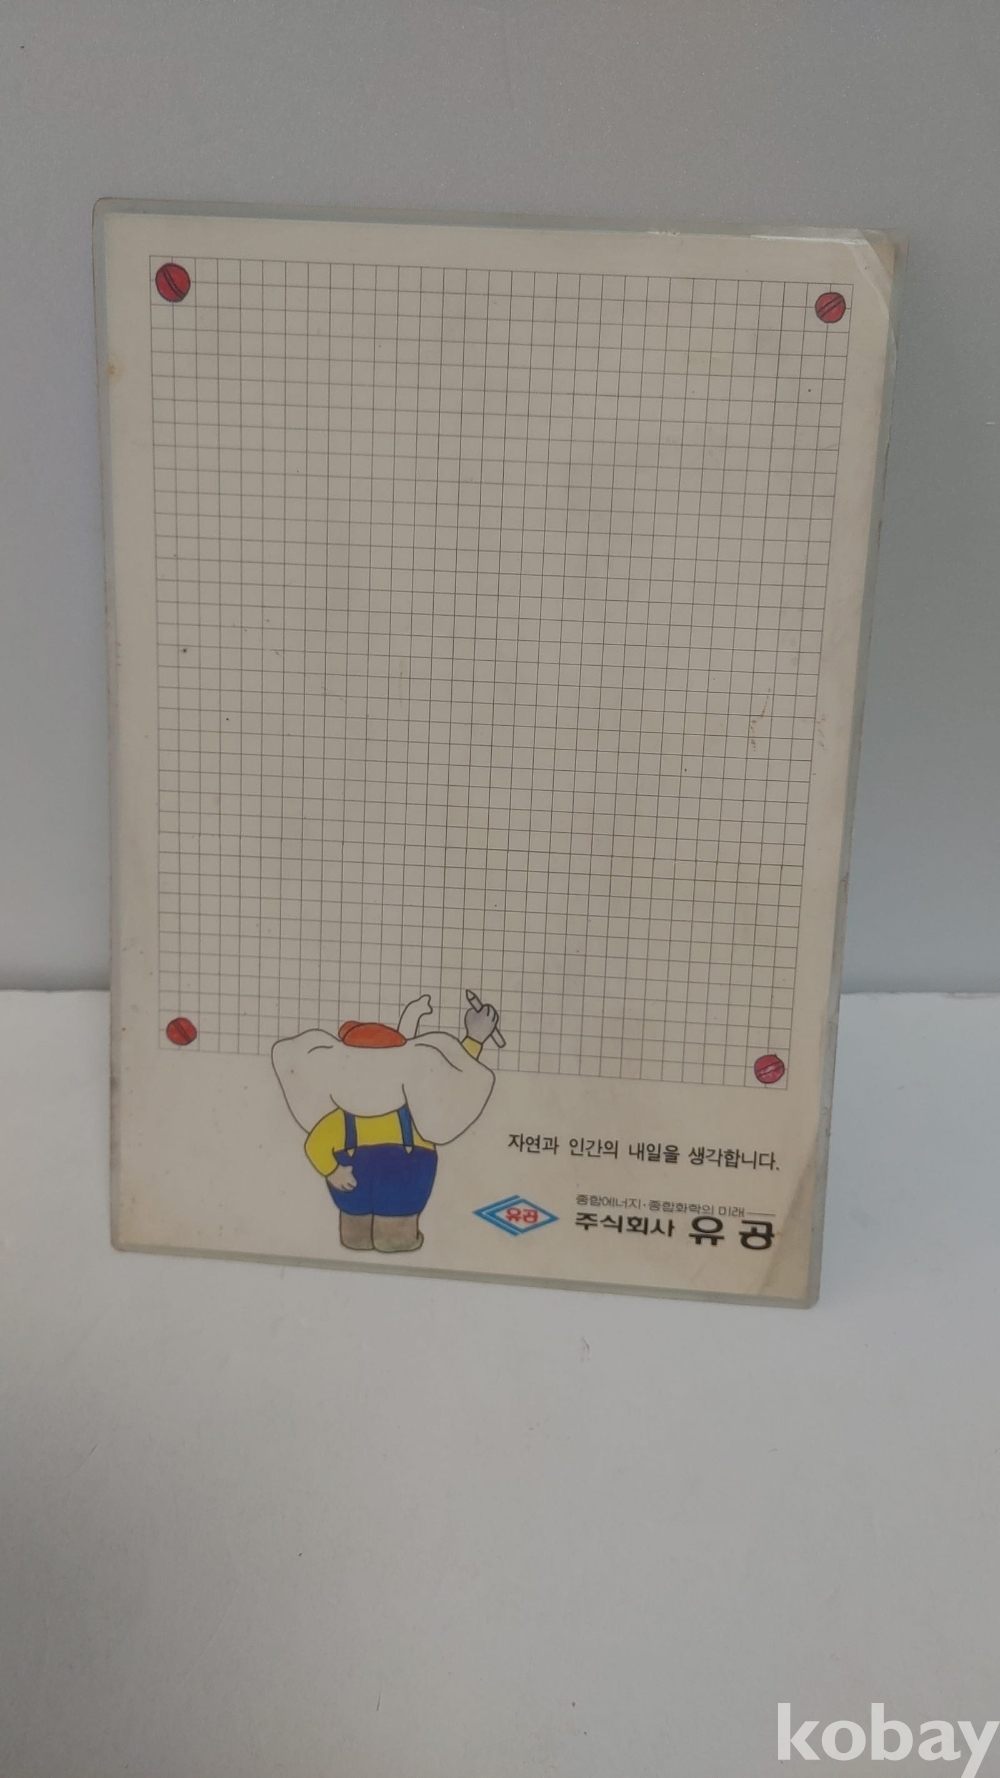 자연과 인간의 내일을 생각합니다.
유공
종합에너지·종합화학의 미래
주식회사 유공
kobay